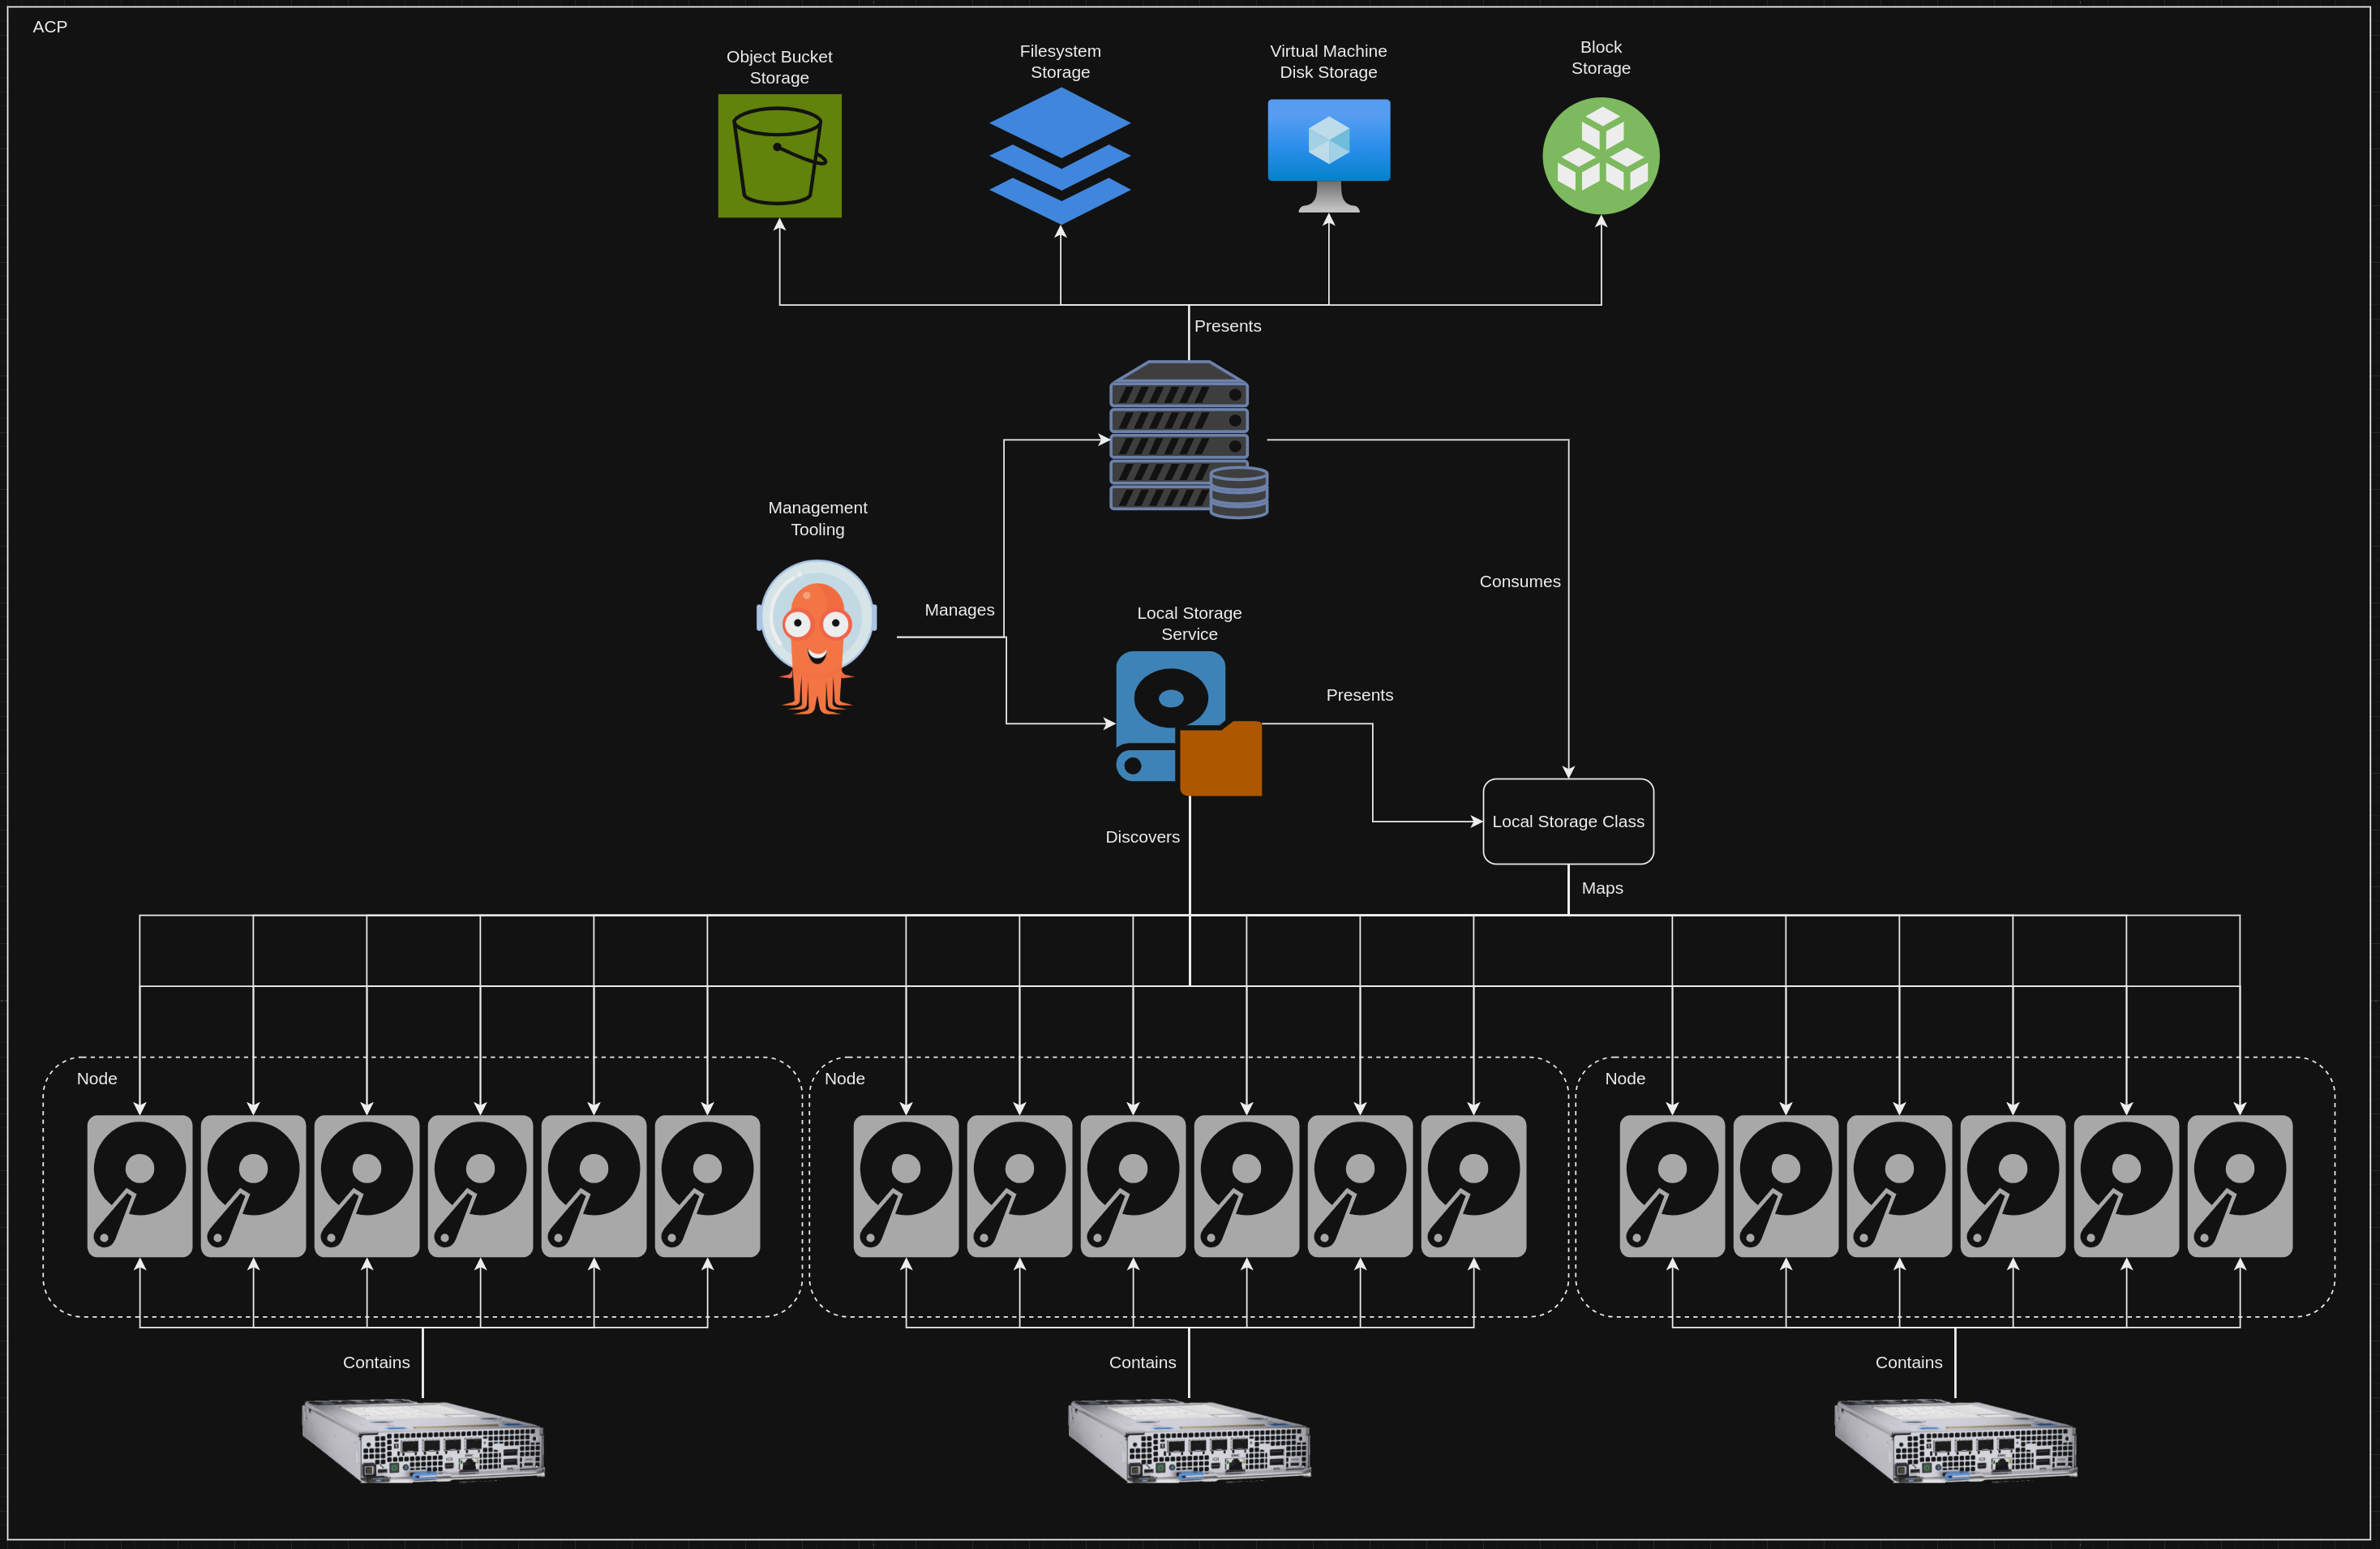 ACP
Object Bucket
Storage
Filesystem
Storage
Virtual Machine
Disk Storage
Block
Storage
Presents
Management
Tooling
Manages
Consumes
Local Storage
Service
Presents
Local Storage Class
Discovers
Maps
Node
Node
Node
Contains
Contains
Contains